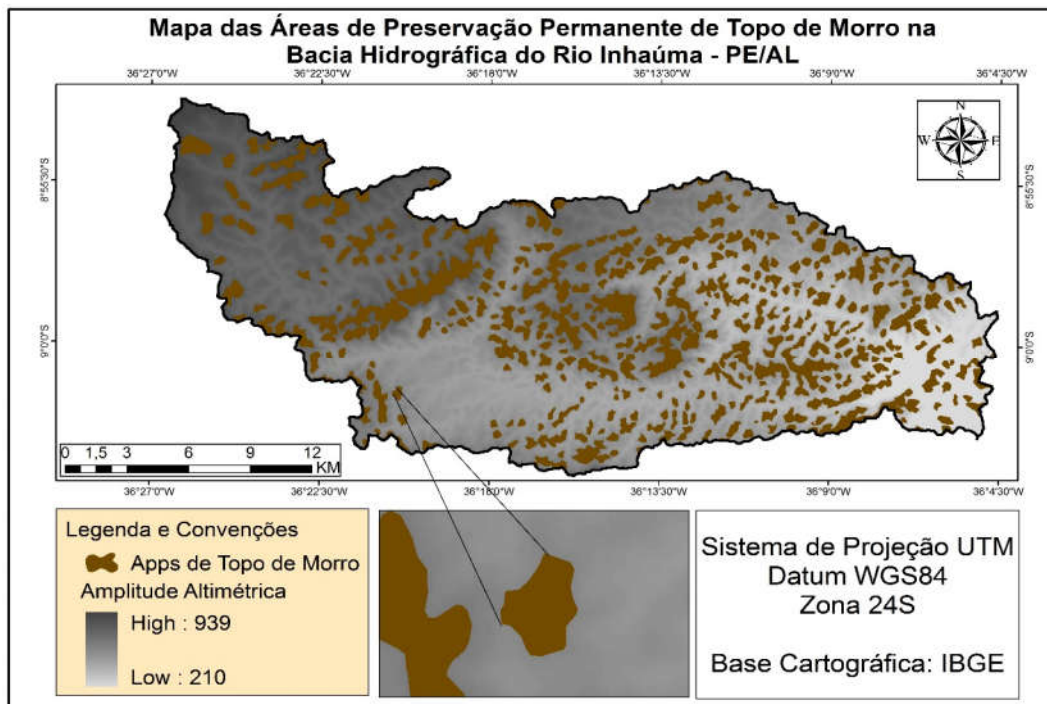 Mapa das Áreas de Preservação Permanente de Topo de Morro na
Bacia Hidrográfica do Rio Inhaúma - PE/AL
36°27'0"W 36°22'30"W 36°18'0"W 36°13'30"W 36°9'0"W 36°4'30"W
N
W E
S
8°55'30"S 8°55'30"S
9°0'0"S 9°0'0"S
0 1,5 3 6 9 12
KM
36°27'0"W 36°22'30"W 36°18'0"W 36°13'30"W 36°9'0"W 36°4'30"W
Legenda e Convenções
Apps de Topo de Morro
Amplitude Altimétrica
High : 939
Low : 210
Sistema de Projeção UTM
Datum WGS84
Zona 24S
Base Cartográfica: IBGE